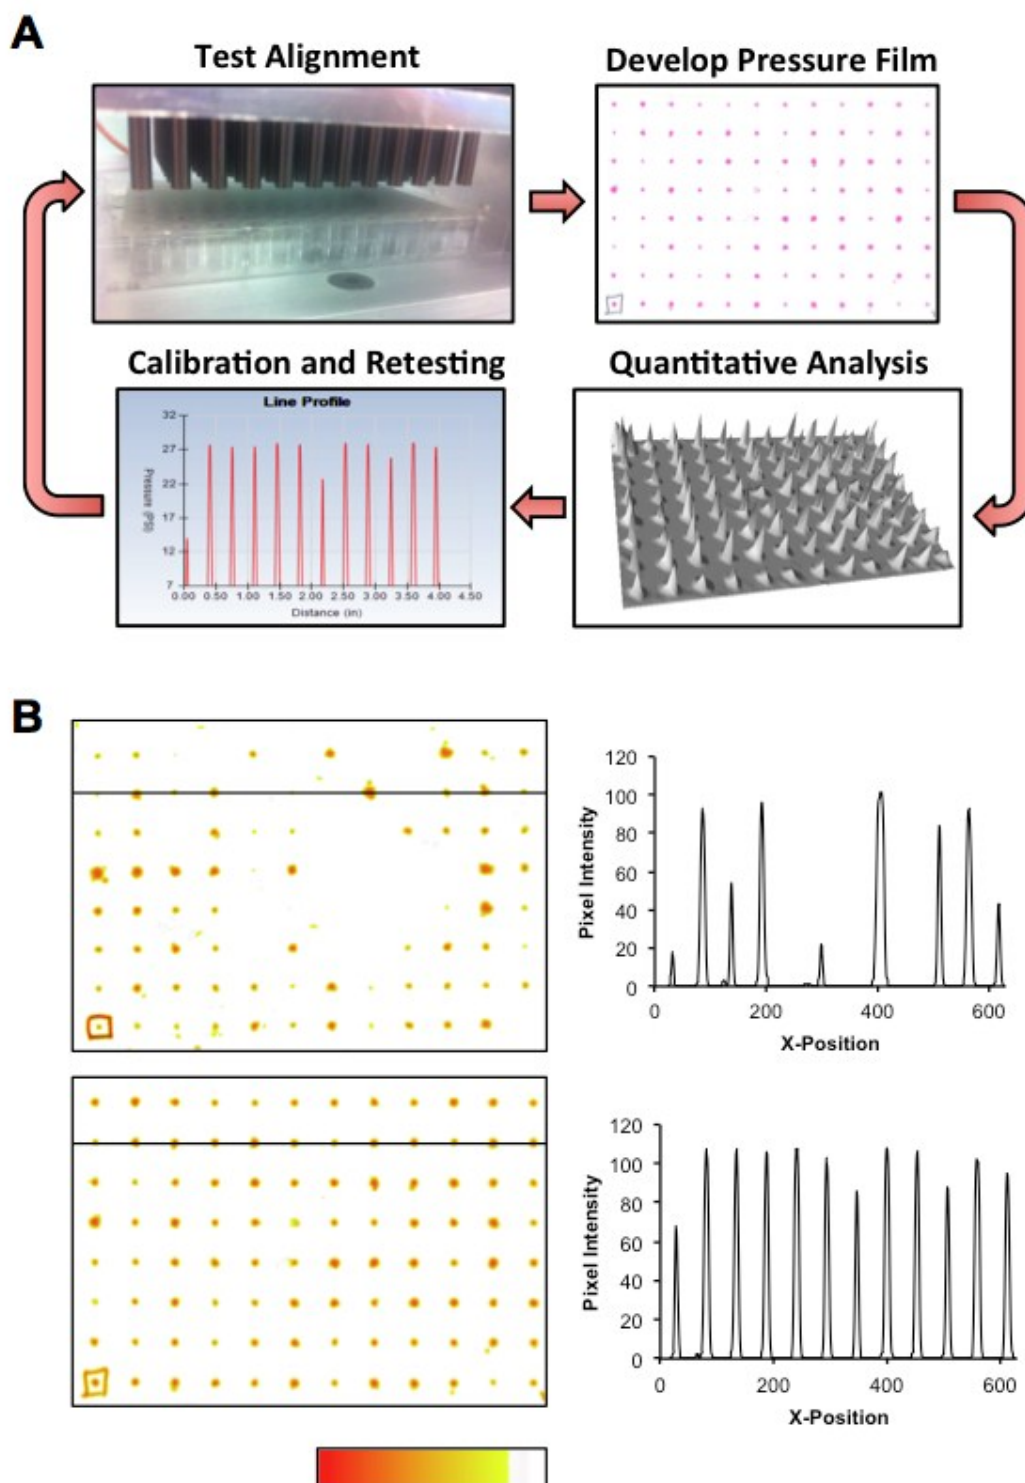 A
Test Alignment
Develop Pressure Film
Calibration and Retesting
Quantitative Analysis
Line Profile
32
27
22
17
12
7
Pressure (PSI)
0.00 0.50 1.00 1.50 2.00 2.50 3.00 3.50 4.00 4.50
Distance (in)
B
120
100
80
60
40
20
0
Pixel Intensity
0 200 400 600
X-Position
120
100
80
60
40
20
0
Pixel Intensity
0 200 400 600
X-Position